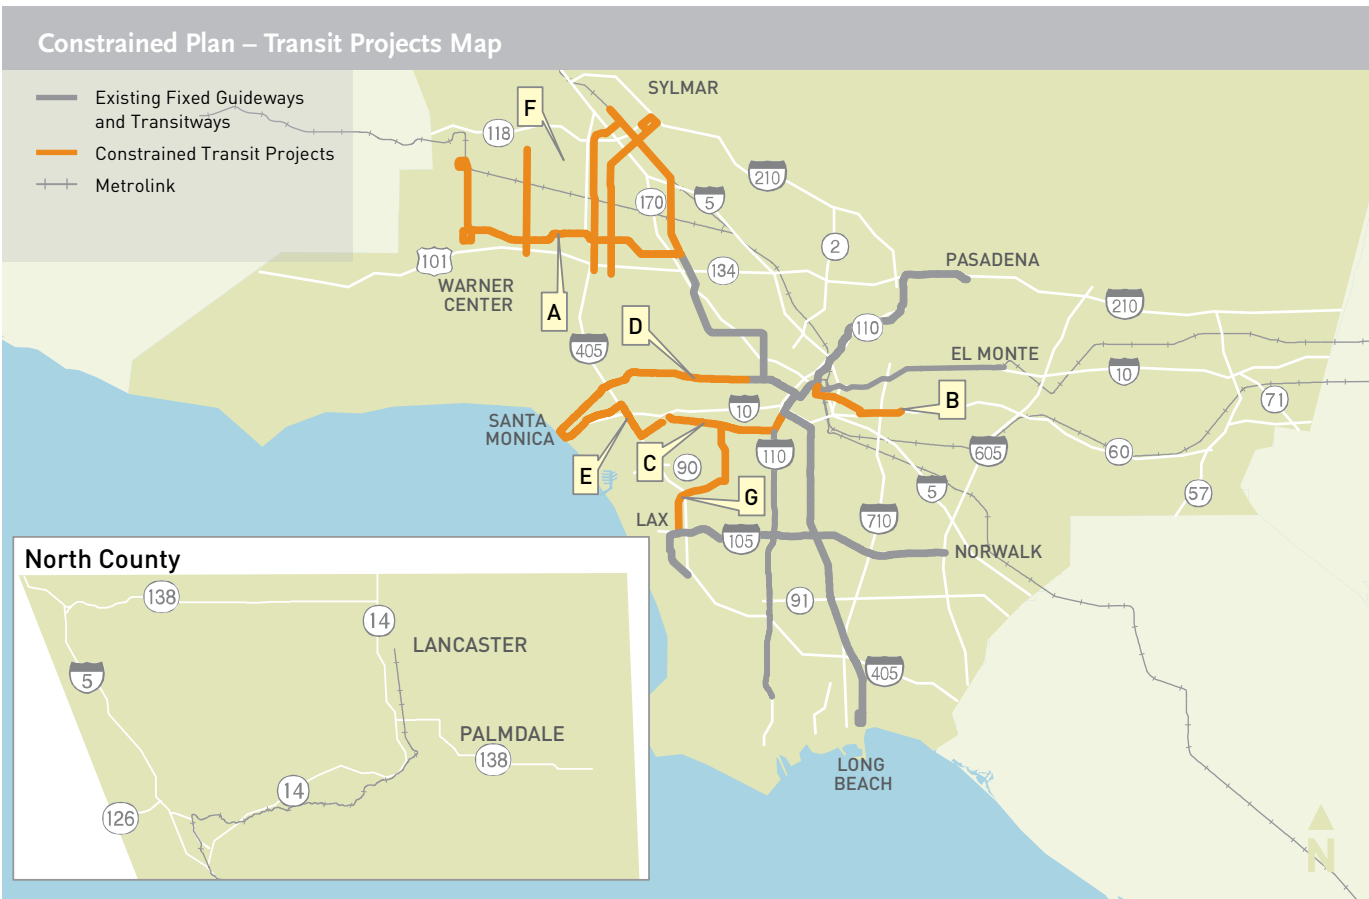 Constrained Plan – Transit Projects Map
Existing Fixed Guideways
and Transitways
Constrained Transit Projects
Metrolink
SYLMAR
F
118
210
170
5
2
101
134
PASADENA
WARNER
CENTER
A
D
210
110
405
EL MONTE
10
B
71
10
SANTA
MONICA
E
C
90
110
605
60
G
5
57
LAX
710
105
NORWALK
91
405
LONG
BEACH
N
North County
138
14
LANCASTER
5
PALMDALE
138
14
126